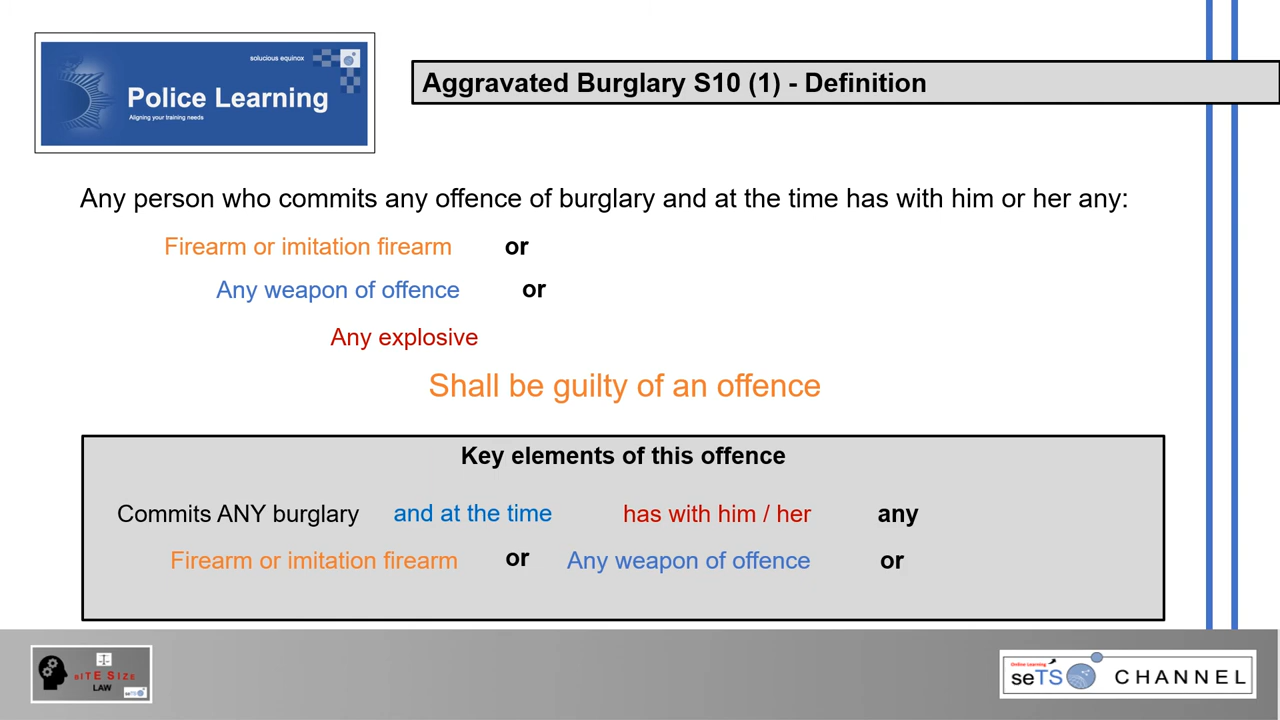 solucious equinox
Police Learning
Aligning your training needs
Aggravated Burglary S10 (1) - Definition
Any person who commits any offence of burglary and at the time has with him or her any:
Firearm or imitation firearm or
Any weapon of offence or
Any explosive
Shall be guilty of an offence
Key elements of this offence
Commits ANY burglary and at the time has with him / her any
Firearm or imitation firearm or Any weapon of offence or
sITE SIZE
LAW
seTS
Online Learning
seTS CHANNEL